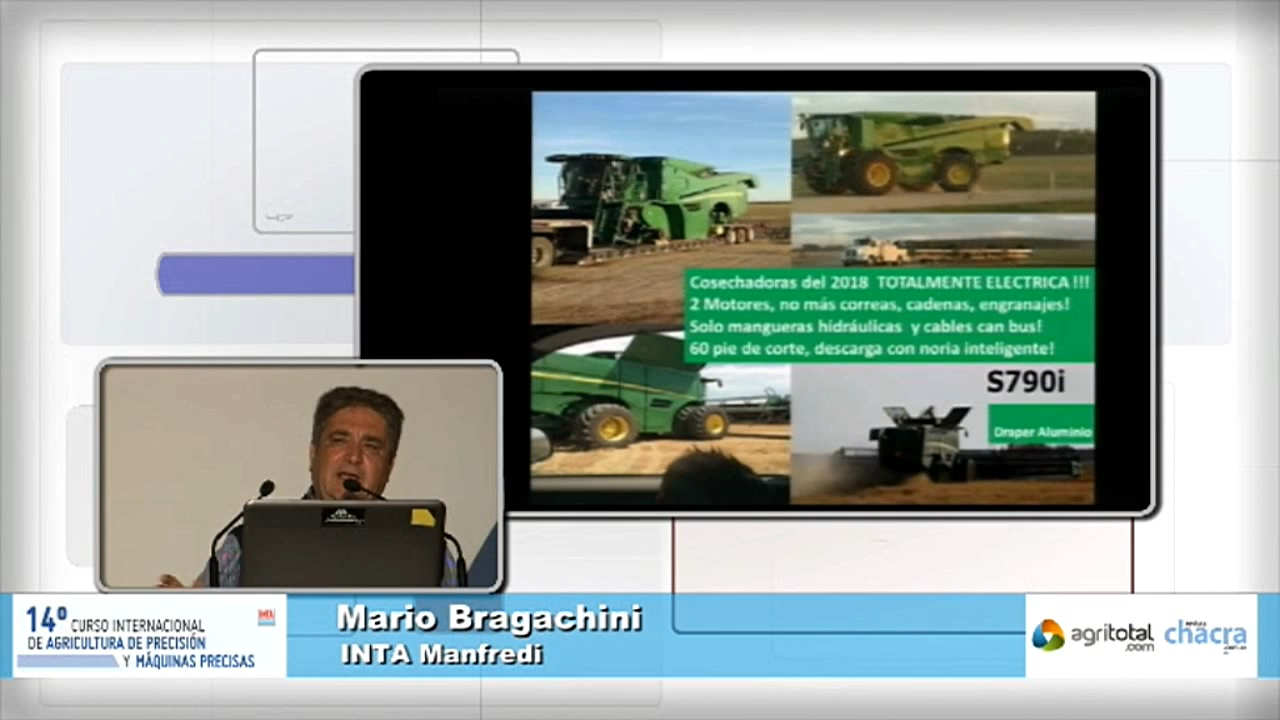 Cosechadoras del 2018 TOTALMENTE ELECTRICA !!!
2 Motores, no más correas, cadenas, engranajes!
Solo mangueras hidráulicas y cables can bus!
60 pie de corte, descarga con noria inteligente!
S790i
Draper Aluminio
14º CURSO INTERNACIONAL
DE AGRICULTURA DE PRECISIÓN
Y MÁQUINAS PRECISAS
INTA
Mario Bragachini
INTA Manfredi
agritotal
.com
chacra